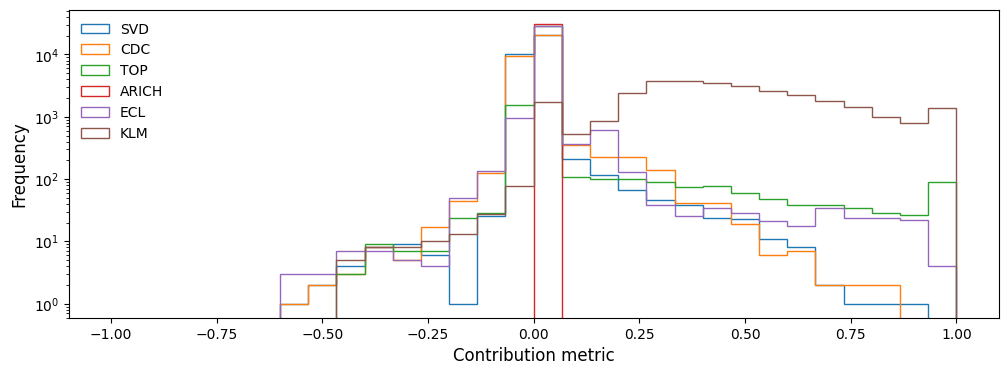 SVD
CDC
TOP
ARICH
ECL
KLM
Frequency
10⁴
10³
10²
10¹
10⁰
−1.00 −0.75 −0.50 −0.25 0.00 0.25 0.50 0.75 1.00
Contribution metric